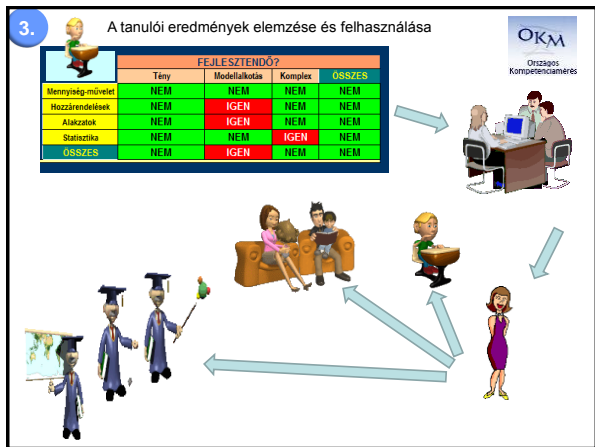 3.
A tanulói eredmények elemzése és felhasználása
OKM
Országos
Kompetenciamérés
FEJLESZTENDŐ?
Tény Modellalkotás Komplex ÖSSZES
Mennyiség-művelet NEM NEM NEM NEM
Hozzárendelések NEM IGEN NEM NEM
Alakzatok NEM IGEN NEM NEM
Statisztika NEM NEM IGEN NEM
ÖSSZES NEM IGEN NEM NEM